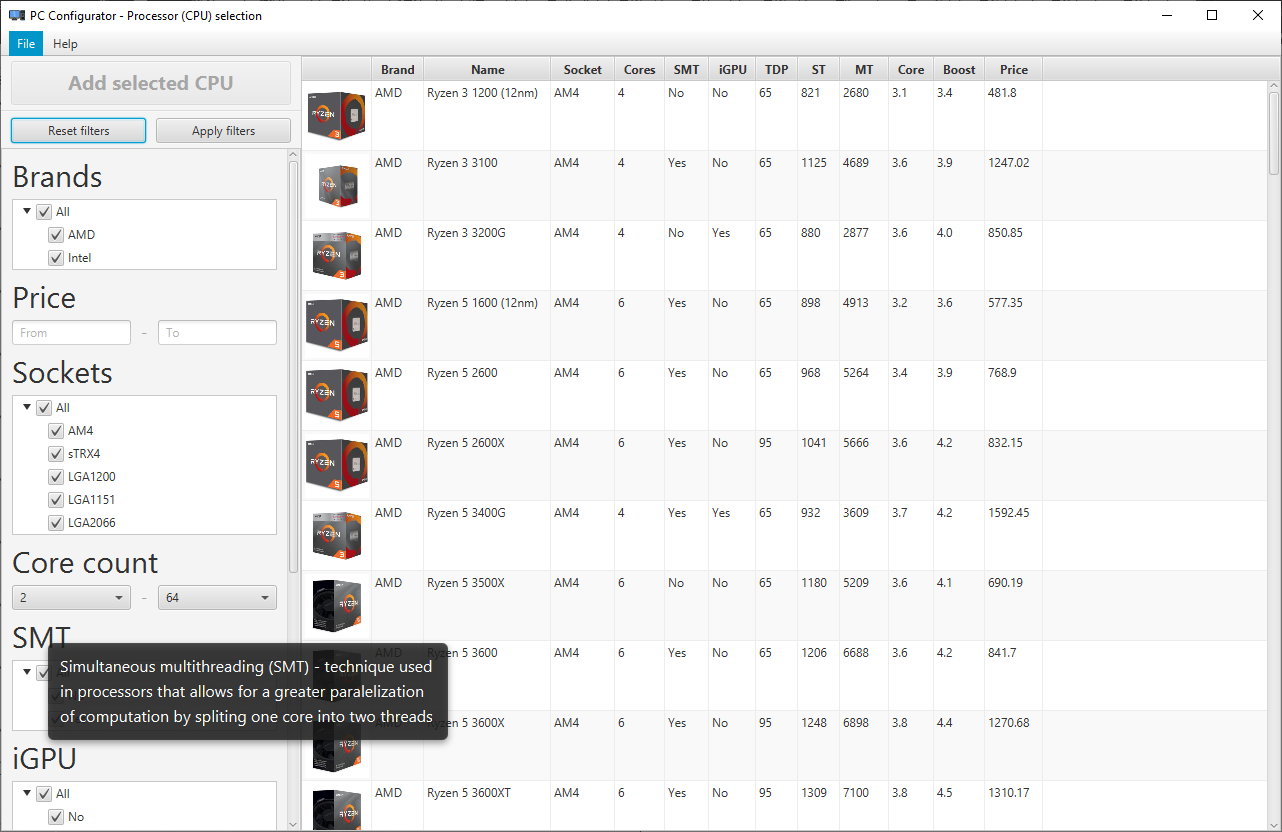 PC Configurator - Processor (CPU) selection
File Help
Add selected CPU
Reset filters Apply filters
Brands
All
AMD
Intel
Price
From - To
Sockets
All
AM4
sTRX4
LGA1200
LGA1151
LGA2066
Core count
2 - 64
SMT
Simultaneous multithreading (SMT) - technique used
in processors that allows for a greater paralelization
of computation by spliting one core into two threads
iGPU
All
No
Brand Name Socket Cores SMT iGPU TDP ST MT Core Boost Price
AMD Ryzen 3 1200 (12nm) AM4 4 No No 65 821 2680 3.1 3.4 481.8
AMD Ryzen 3 3100 AM4 4 Yes No 65 1125 4689 3.6 3.9 1247.02
AMD Ryzen 3 3200G AM4 4 No Yes 65 880 2877 3.6 4.0 850.85
AMD Ryzen 5 1600 (12nm) AM4 6 Yes No 65 898 4913 3.2 3.6 577.35
AMD Ryzen 5 2600 AM4 6 Yes No 65 968 5264 3.4 3.9 768.9
AMD Ryzen 5 2600X AM4 6 Yes No 95 1041 5666 3.6 4.2 832.15
AMD Ryzen 5 3400G AM4 4 Yes Yes 65 932 3609 3.7 4.2 1592.45
AMD Ryzen 5 3500X AM4 6 No No 65 1180 5209 3.6 4.1 690.19
AMD Ryzen 5 3600 AM4 6 Yes No 65 1206 6688 3.6 4.2 841.7
AMD Ryzen 5 3600X AM4 6 Yes No 95 1248 6898 3.8 4.4 1270.68
AMD Ryzen 5 3600XT AM4 6 Yes No 95 1309 7100 3.8 4.5 1310.17